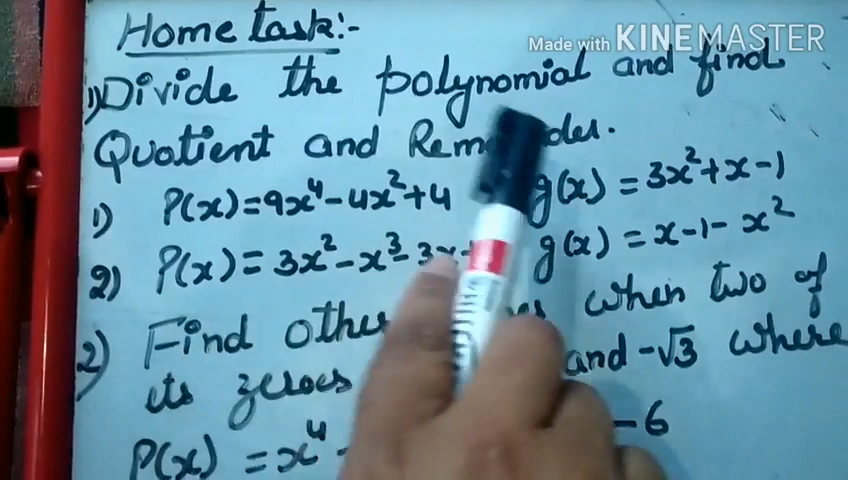 Home task:-
Made with KINEMASTER
1) Divide the polynomial and find
Quotient and
1) P(x) = 9x⁴ - 4x² + 4 g(x) = 3x² + x - 1
2) P(x) = 3x² - x³ - 3x g(x) = x - 1 - x²
2) Find other when two of
its zeroes and -√3 where
P(x) = x⁴ - 6